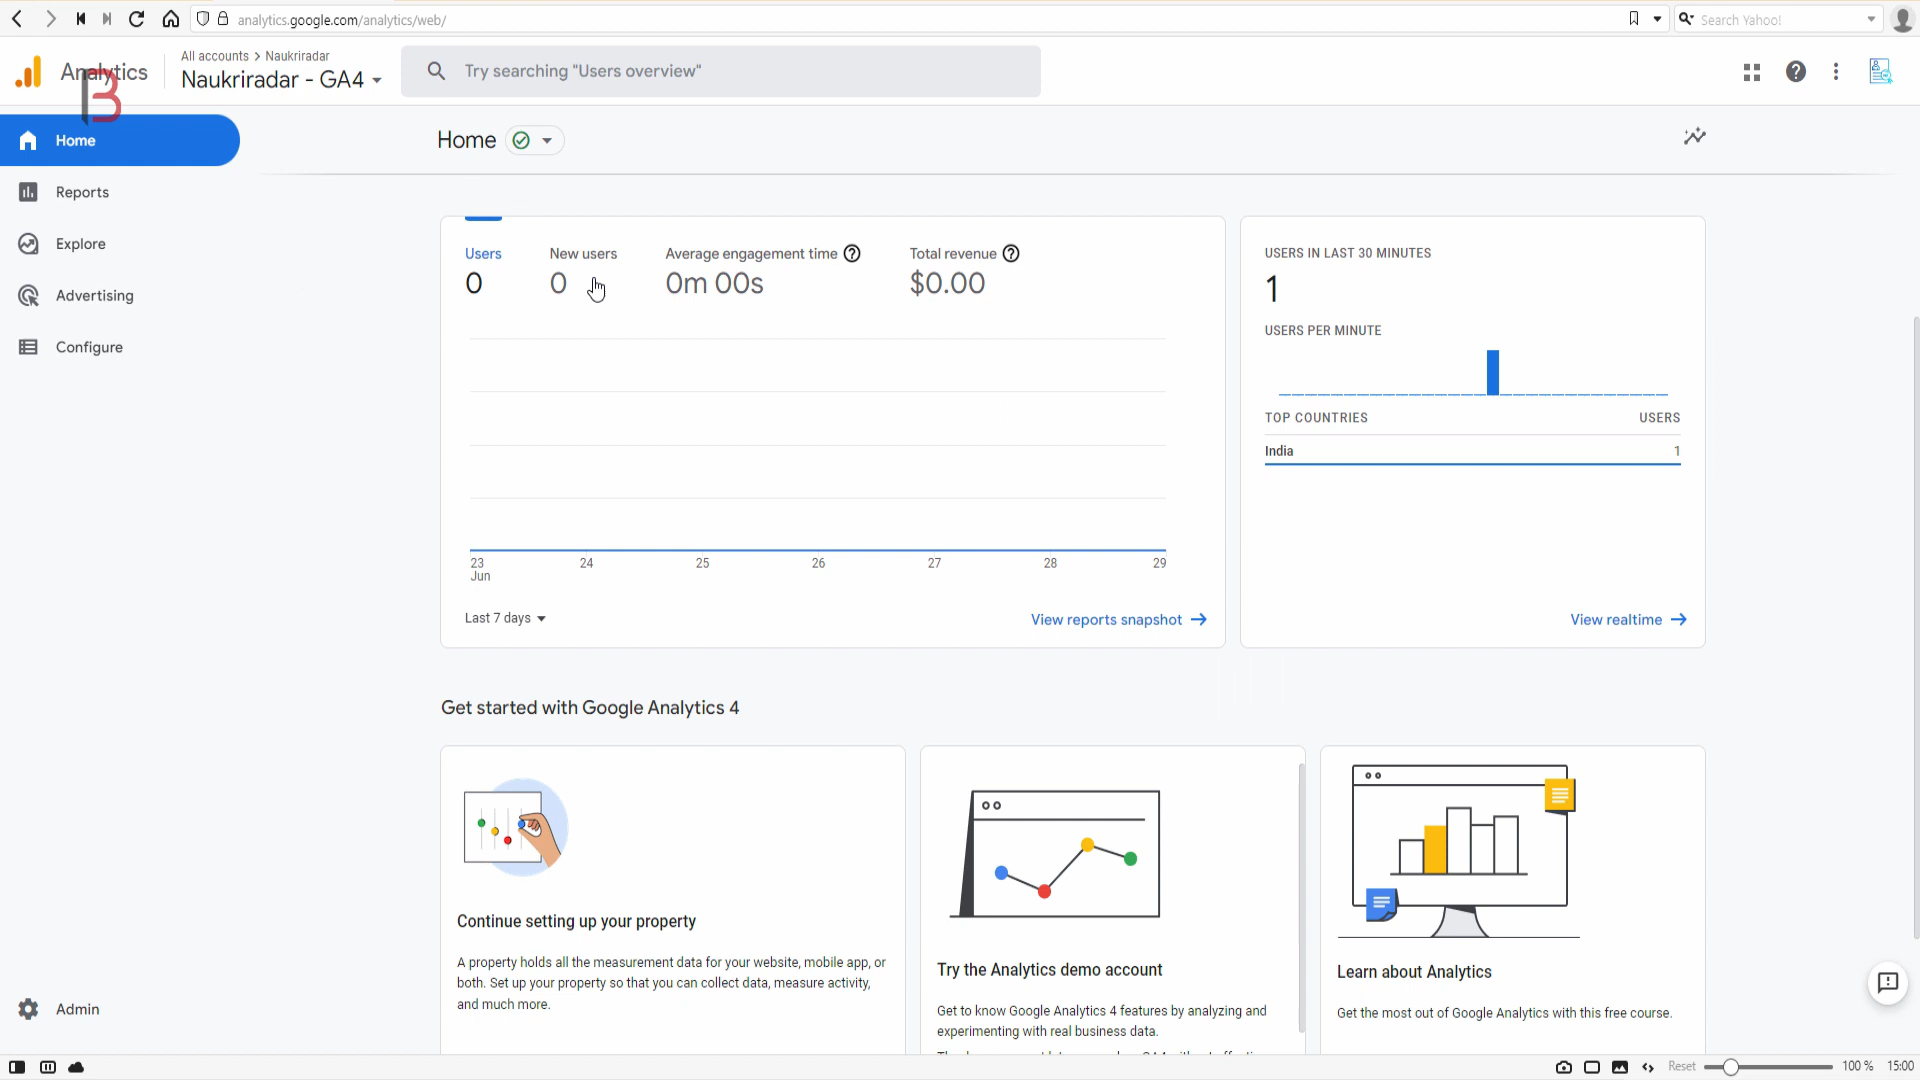 analytics.google.com/analytics/web/
Search Yahoo!
Analytics
B
All accounts > Naukriradar
Naukriradar - GA4
Try searching "Users overview"
Home
Reports
Explore
Advertising
Configure
Admin
Home
Users
0
New users
0
Average engagement time
0m 00s
Total revenue
$0.00
23
Jun
24
25
26
27
28
29
Last 7 days
View reports snapshot
USERS IN LAST 30 MINUTES
1
USERS PER MINUTE
TOP COUNTRIES USERS
India 1
View realtime
Get started with Google Analytics 4
Continue setting up your property
A property holds all the measurement data for your website, mobile app, or
both. Set up your property so that you can collect data, measure activity,
and much more.
Try the Analytics demo account
Get to know Google Analytics 4 features by analyzing and
experimenting with real business data.
Learn about Analytics
Get the most out of Google Analytics with this free course.
Reset
100 %
15:00